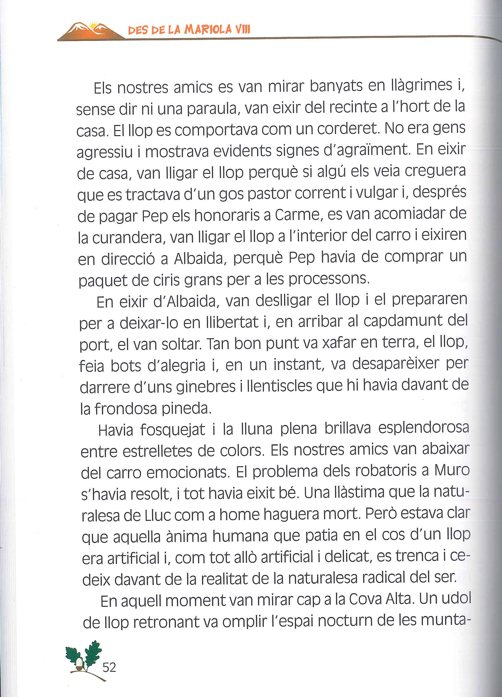 DES DE LA MARIOLA VIII
Els nostres amics es van mirar banyats en llàgrimes i,
sense dir ni una paraula, van eixir del recinte a l'hort de la
casa. El llop es comportava com un corderet. No era gens
agressiu i mostrava evidents signes d'agraïment. En eixir
de casa, van lligar el llop perquè si algú els veia creguera
que es tractava d'un gos pastor corrent i vulgar i, després
de pagar Pep els honoraris a Carme, es van acomiadar de
la curandera, van lligar el llop a l'interior del carro i eixiren
en direcció a Albaida, perquè Pep havia de comprar un
paquet de ciris grans per a les processons.
En eixir d'Albaida, van deslligar el llop i el prepararen
per a deixar-lo en llibertat i, en arribar al capdamunt del
port, el van soltar. Tan bon punt va xafar en terra, el llop,
feia bots d'alegria i, en un instant, va desaparèixer per
darrere d'uns ginebres i llentiscles que hi havia davant de
la frondosa pineda.
Havia fosquejat i la lluna plena brillava esplendorosa
entre estrelletes de colors. Els nostres amics van abaixar
del carro emocionats. El problema dels robatoris a Muro
s'havia resolt, i tot havia eixit bé. Una llàstima que la natu-
ralesa de Lluc com a home haguera mort. Però estava clar
que aquella ànima humana que patia en el cos d'un llop
era artificial i, com tot allò artificial i delicat, es trenca i ce-
deix davant de la realitat de la naturalesa radical del ser.
En aquell moment van mirar cap a la Cova Alta. Un udol
de llop retronant va omplir l'espai nocturn de les munta-
52